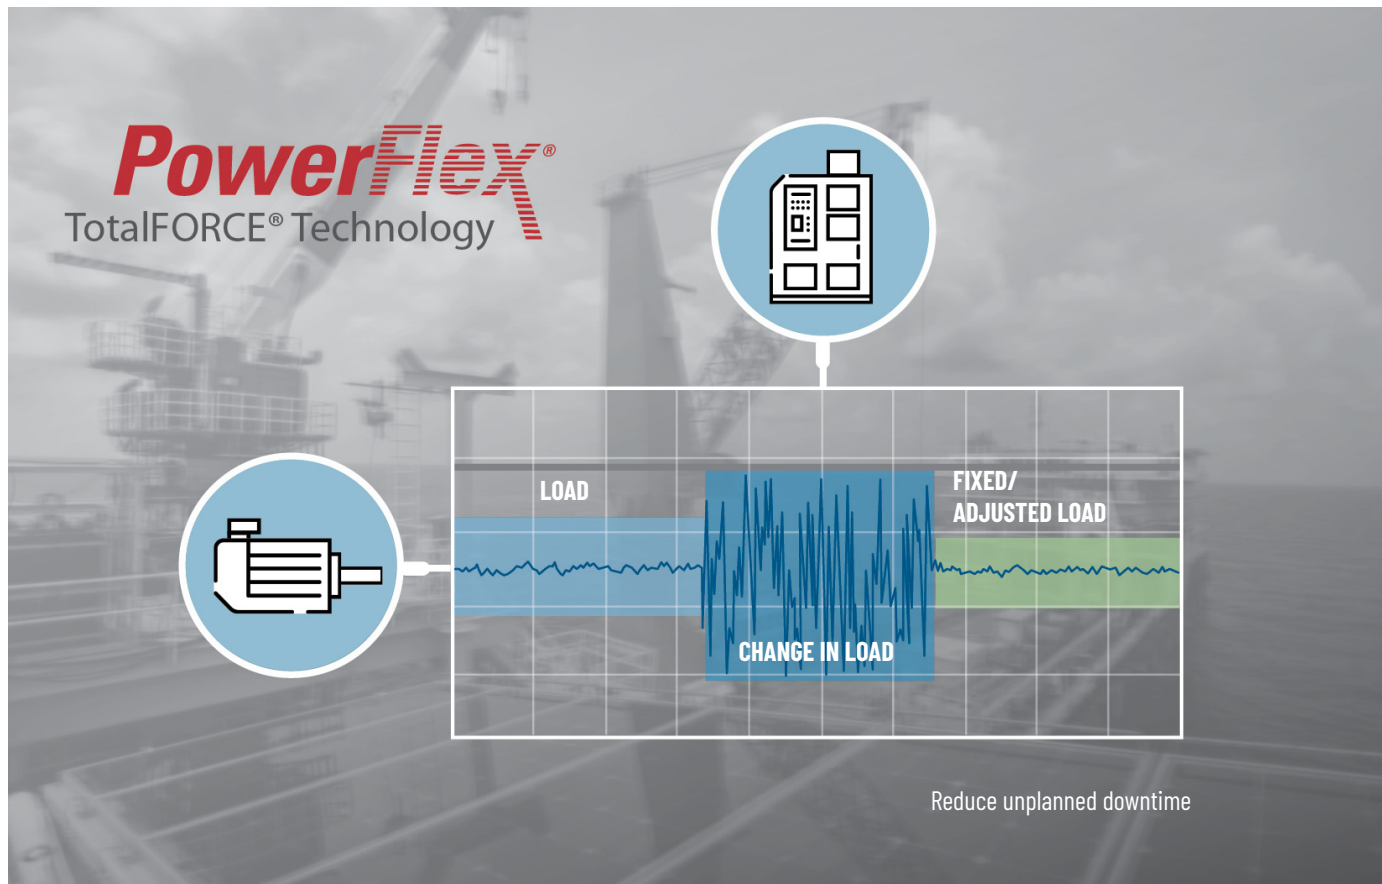 PowerFlex®
TotalFORCE® Technology
LOAD
FIXED/
ADJUSTED LOAD
CHANGE IN LOAD
Reduce unplanned downtime